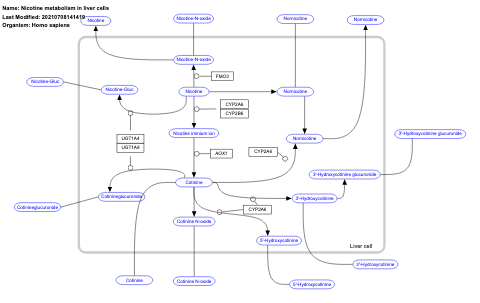 Name: Nicotine metabolism in liver cells
Last Modified: 20210708141419
Organism: Homo sapiens
Nicotine
Nicotine-N-oxide
Nornicotine
Nornicotine
Nicotine-N-oxide
FMO3
Nicotine-Gluc
Nicotine-Gluc
Nicotine
Nornicotine
CYP2A6
CYP2B6
UGT1A4
UGT1A9
Nicotine iminium ion
Nornicotine
3'-Hydroxycotinine glucuronide
AOX1
CYP2A6
3'-Hydroxycotinine glucuronide
Cotinine
Cotinineglucuronide
3'-Hydroxycotinine
Cotinineglucuronide
CYP2A6
Cotinine N-oxide
5'-Hydroxycotinine
Liver cell
3'-Hydroxycotinine
Cotinine
Cotinine N-oxide
5'-Hydroxycotinine